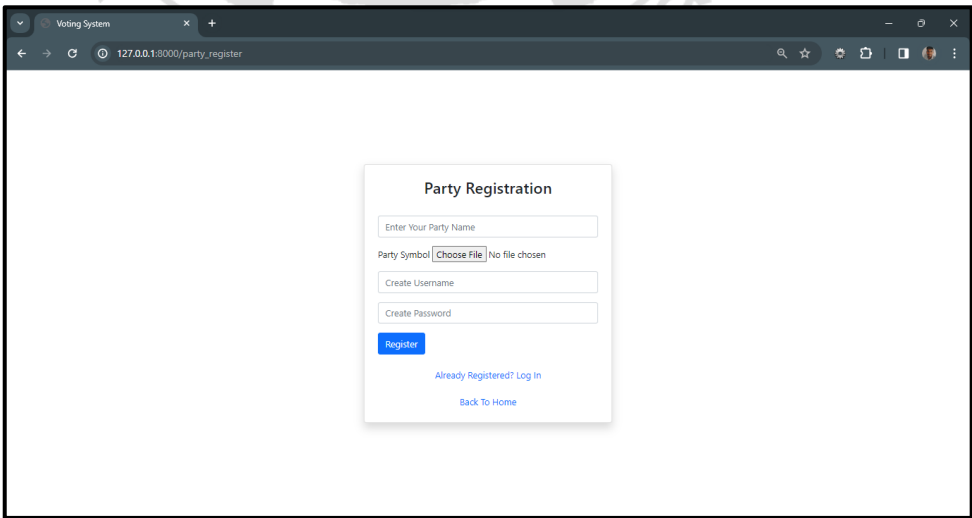 Voting System
127.0.0.1:8000/party_register
Party Registration
Enter Your Party Name
Party Symbol Choose File No file chosen
Create Username
Create Password
Register
Already Registered? Log In
Back To Home